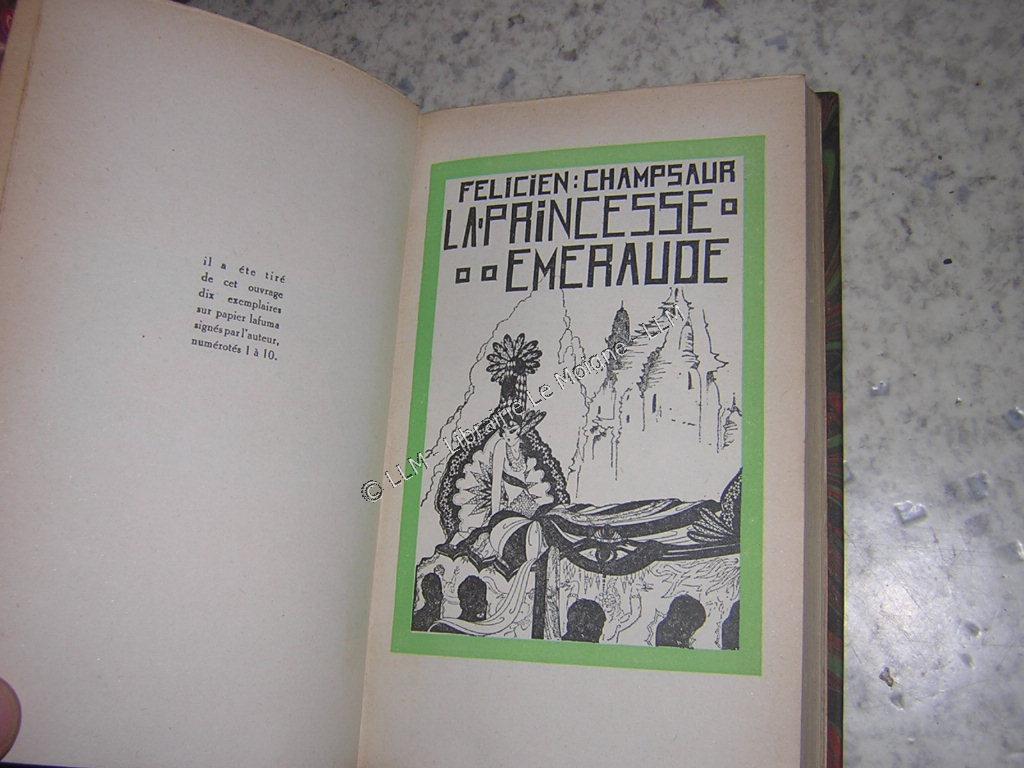 il a éte tiré
de cet ouvrage
dix exemplaires
sur papier lafuma
signés par l'auteur,
numérotés 1 à 10.
FELICIEN : CHAMPSAUR
LA · PRINCESSE
EMERAUDE
© LLM - Librairie Le Moigne - LLM